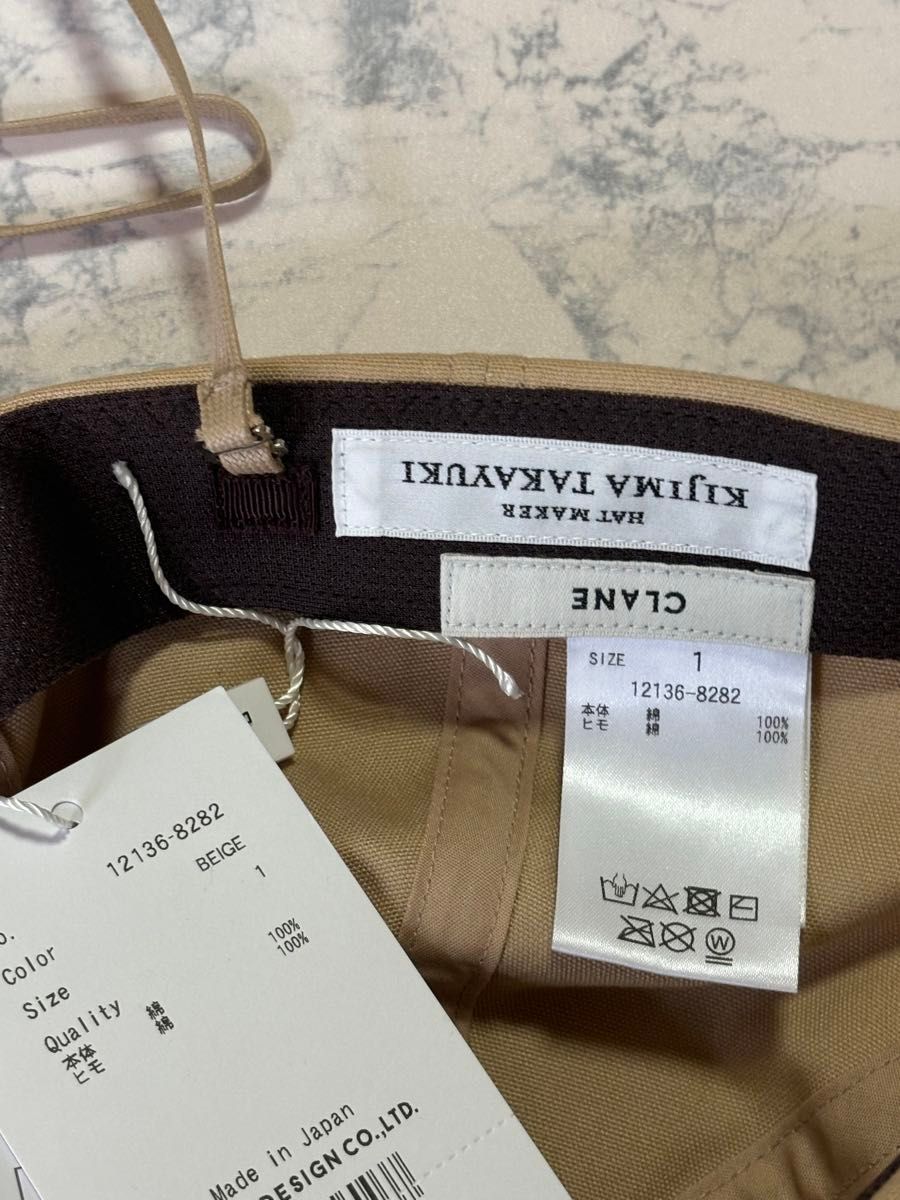 HAT MAKER
KIJIMA TAKAYUKI
CLANE
SIZE 1
12136-8282
本体 綿 100%
ヒモ 綿 100%
W
12136-8282
Color BEIGE
Size 1
Quality
本体 綿 100%
ヒモ 綿 100%
Made in Japan
DESIGN CO.,LTD.